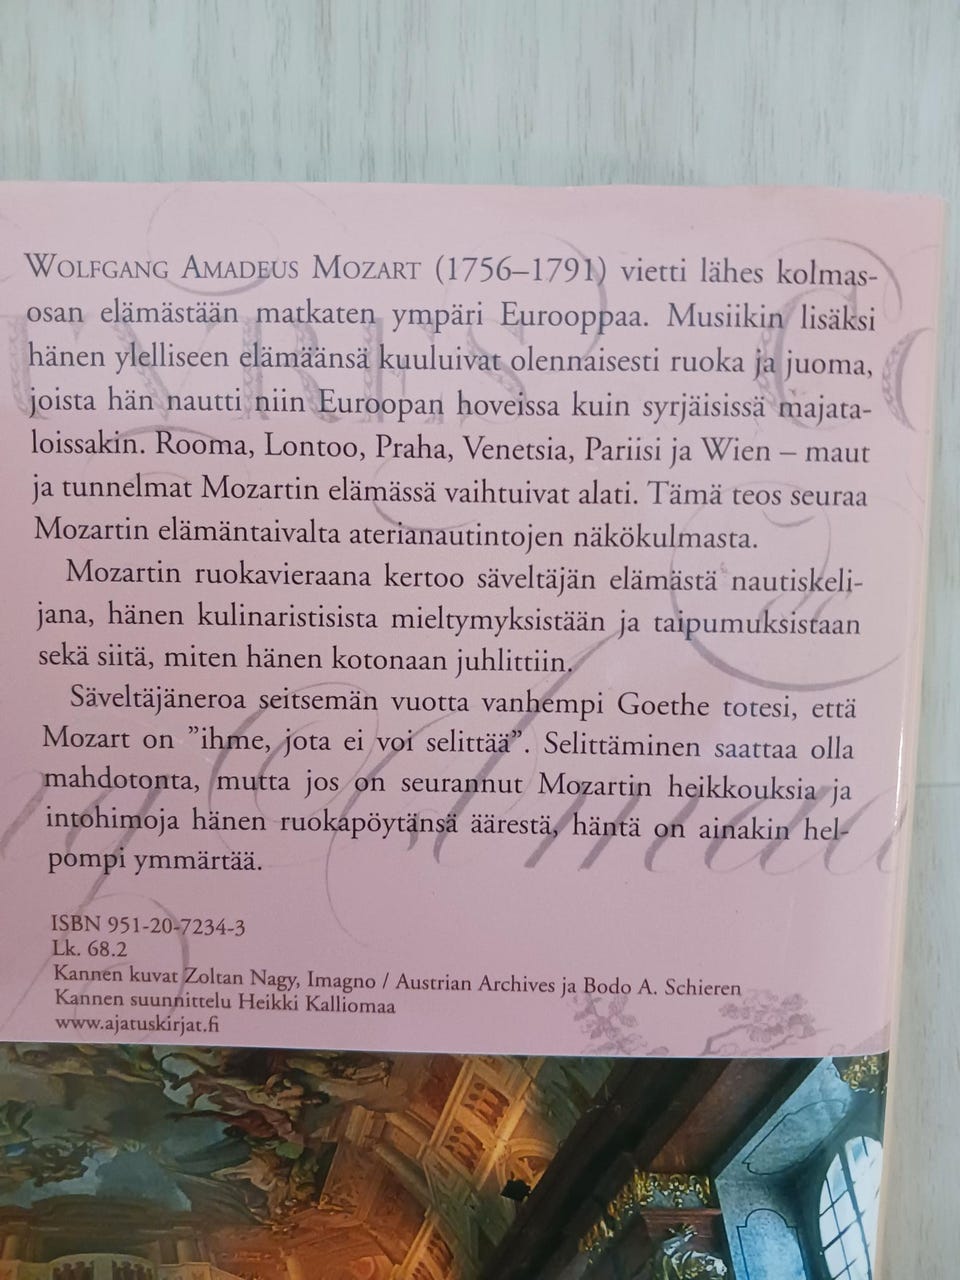 WOLFGANG AMADEUS MOZART (1756–1791) vietti lähes kolmas-
osan elämästään matkaten ympäri Eurooppaa. Musiikin lisäksi
hänen ylelliseen elämäänsä kuuluivat olennaisesti ruoka ja juoma,
joista hän nautti niin Euroopan hoveissa kuin syrjäisissä majata-
loissakin. Rooma, Lontoo, Praha, Venetsia, Pariisi ja Wien – maut
ja tunnelmat Mozartin elämässä vaihtuivat alati. Tämä teos seuraa
Mozartin elämäntaivalta aterianautintojen näkökulmasta.
Mozartin ruokavieraana kertoo säveltäjän elämästä nautiskeli-
jana, hänen kulinaristisista mieltymyksistään ja taipumuksistaan
sekä siitä, miten hänen kotonaan juhlittiin.
Säveltäjäneroa seitsemän vuotta vanhempi Goethe totesi, että
Mozart on ”ihme, jota ei voi selittää”. Selittäminen saattaa olla
mahdotonta, mutta jos on seurannut Mozartin heikkouksia ja
intohimoja hänen ruokapöytänsä äärestä, häntä on ainakin hel-
pompi ymmärtää.
ISBN 951-20-7234-3
Lk. 68.2
Kannen kuvat Zoltan Nagy, Imagno / Austrian Archives ja Bodo A. Schieren
Kannen suunnittelu Heikki Kalliomaa
www.ajatuskirjat.fi